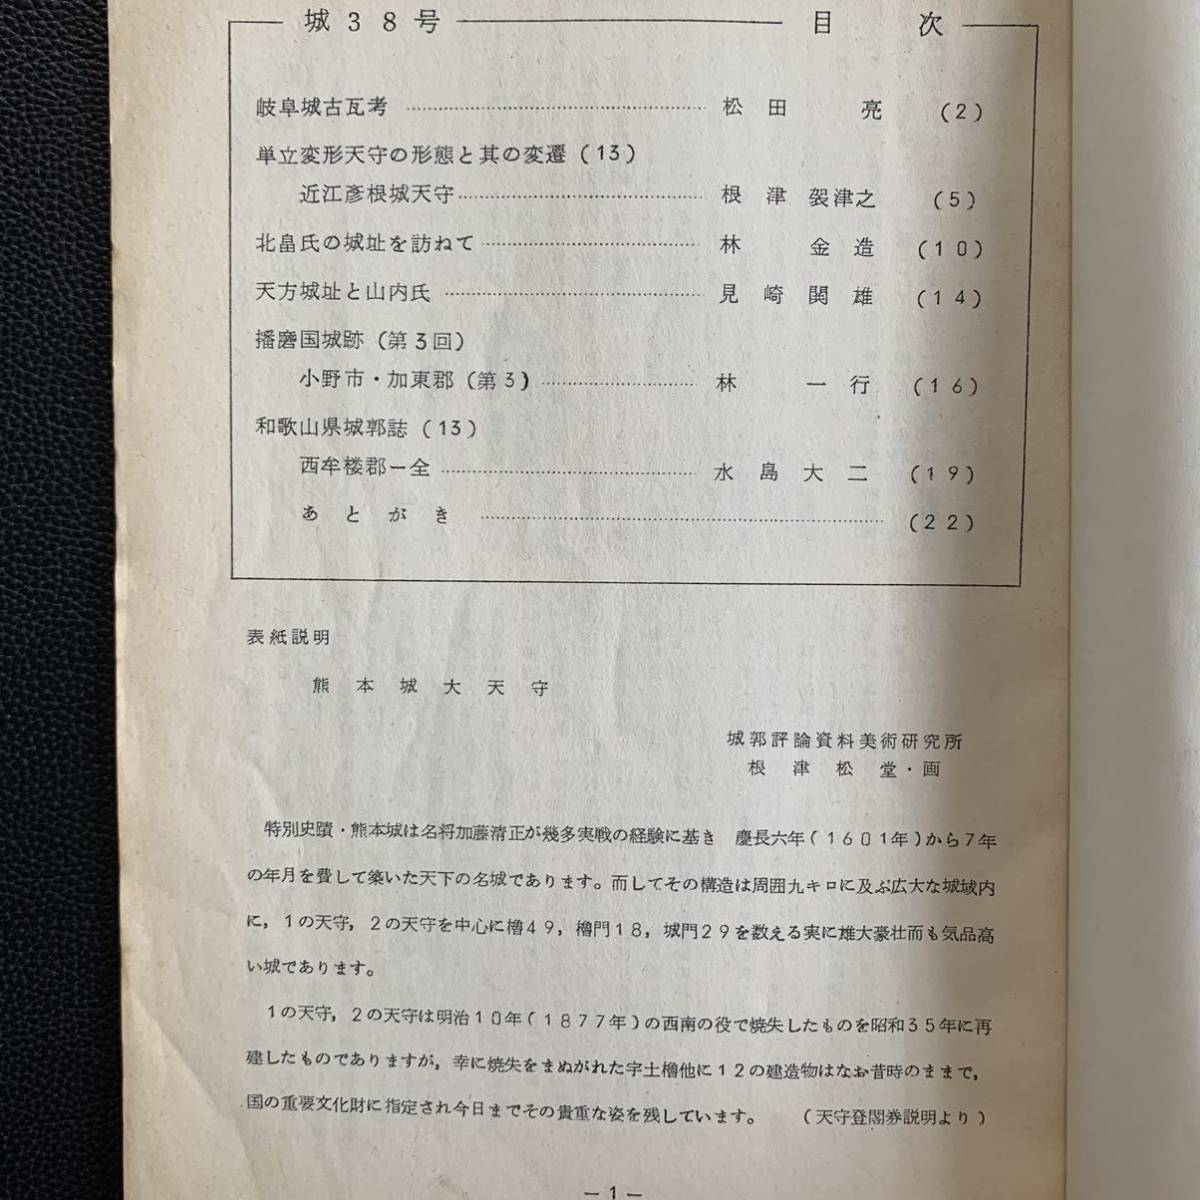 城38号 目次
岐阜城古瓦考 松田 亮 (2)
単立変形天守の形態と其の変遷 (13)
近江彦根城天守 根津袈津之 (5)
北畠氏の城址を訪ねて 林 金造 (10)
天方城址と山内氏 見崎関雄 (14)
播磨国城跡 (第3回)
小野市・加東郡 (第3) 林 一行 (16)
和歌山県城郭誌 (13)
西牟楼郡ー全 水島大二 (19)
あとがき (22)
表紙説明
熊本城大天守
城郭評論資料美術研究所
根津松堂・画
特別史蹟・熊本城は名将加藤清正が幾多実戦の経験に基き 慶長六年(1601年)から7年
の年月を費して築いた天下の名城であります。而してその構造は周囲九キロに及ぶ広大な城域内
に,1の天守,2の天守を中心に櫓49,櫓門18,城門29を数える実に雄大豪壮而も気品高
い城であります。
1の天守,2の天守は明治10年(1877年)の西南の役で焼失したものを昭和35年に再
建したものでありますが,幸に焼失をまぬがれた宇土櫓他に12の建造物はなお昔時のままで,
国の重要文化財に指定され今日までその貴重な姿を残しています。 (天守登閣券説明より)
ー1ー